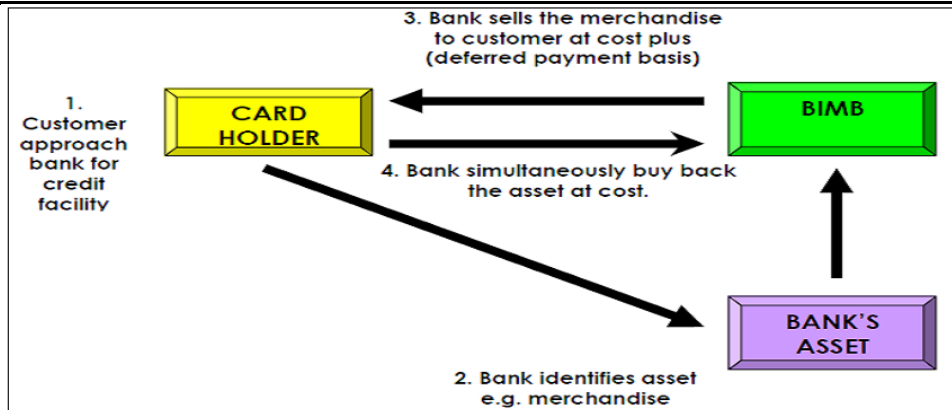 3. Bank sells the merchandise
to customer at cost plus
(deferred payment basis)
1.
Customer
approach
bank for
credit
facility
CARD
HOLDER
BIMB
4. Bank simultaneously buy back
the asset at cost.
BANK'S
ASSET
2. Bank identifies asset
e.g. merchandise